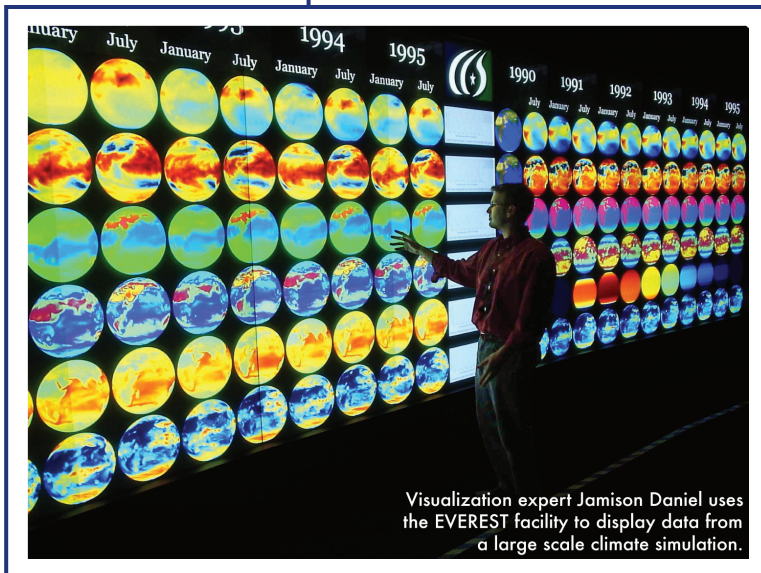 1994
1995
January
July
January
July
January
July
January
July
1990
1991
1992
1993
1994
1995
July
January
July
January
July
January
July
January
July
January
July
Visualization expert Jamison Daniel uses
the EVEREST facility to display data from
a large scale climate simulation.